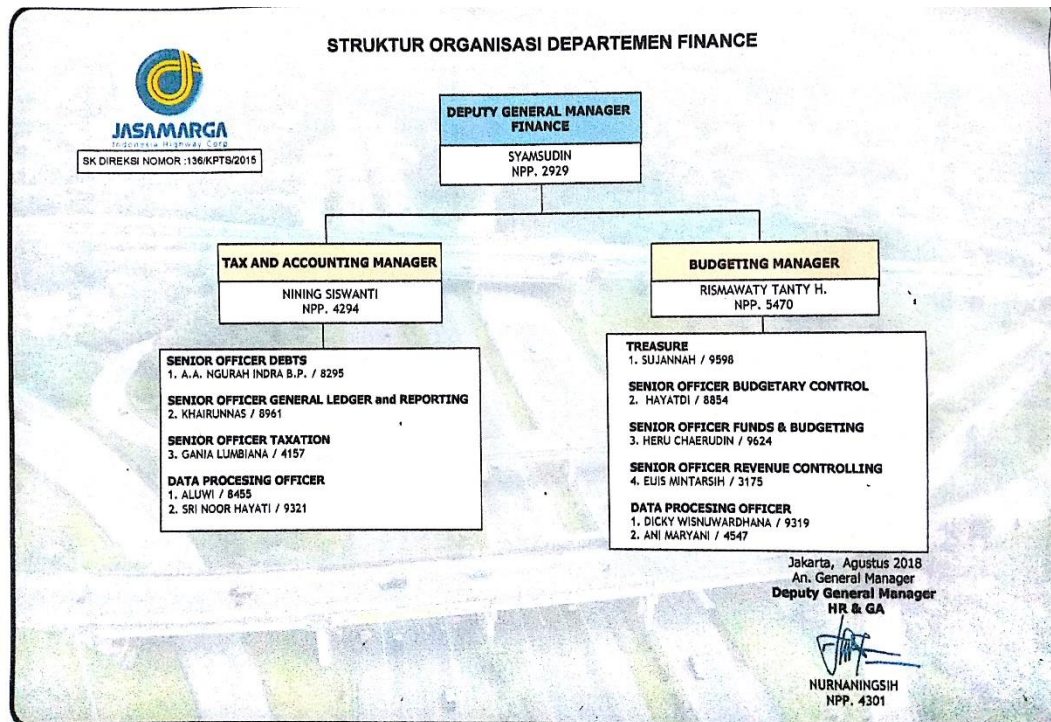 STRUKTUR ORGANISASI DEPARTEMEN FINANCE
JASAMARGA
Indonesia Highway Corp
SK DIREKSI NOMOR :136/KPTS/2015
DEPUTY GENERAL MANAGER
FINANCE
SYAMSUDIN
NPP. 2929
TAX AND ACCOUNTING MANAGER
NINING SISWANTI
NPP. 4294
SENIOR OFFICER DEBTS
1. A.A. NGURAH INDRA B.P. / 8295
SENIOR OFFICER GENERAL LEDGER and REPORTING
2. KHAIRUNNAS / 8961
SENIOR OFFICER TAXATION
3. GANIA LUMBIANA / 4157
DATA PROCESING OFFICER
1. ALUWI / 8455
2. SRI NOOR HAYATI / 9321
BUDGETING MANAGER
RISMAWATY TANTY H.
NPP. 5470
TREASURE
1. SUJANNAH / 9598
SENIOR OFFICER BUDGETARY CONTROL
2. HAYATDI / 8854
SENIOR OFFICER FUNDS & BUDGETING
3. HERU CHAERUDIN / 9624
SENIOR OFFICER REVENUE CONTROLLING
4. EUIS MINTARSIH / 3175
DATA PROCESING OFFICER
1. DICKY WISNUWARDHANA / 9319
2. ANI MARYANI / 4547
Jakarta, Agustus 2018
An. General Manager
Deputy General Manager
HR & GA
NURNANINGSIH
NPP. 4301